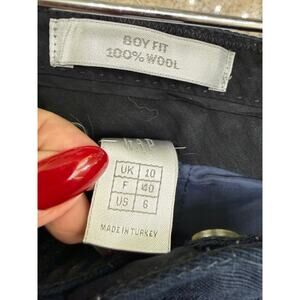 BOY FIT
100% WOOL
GAP
UK 10
F 40
US 6
MADE IN TURKEY